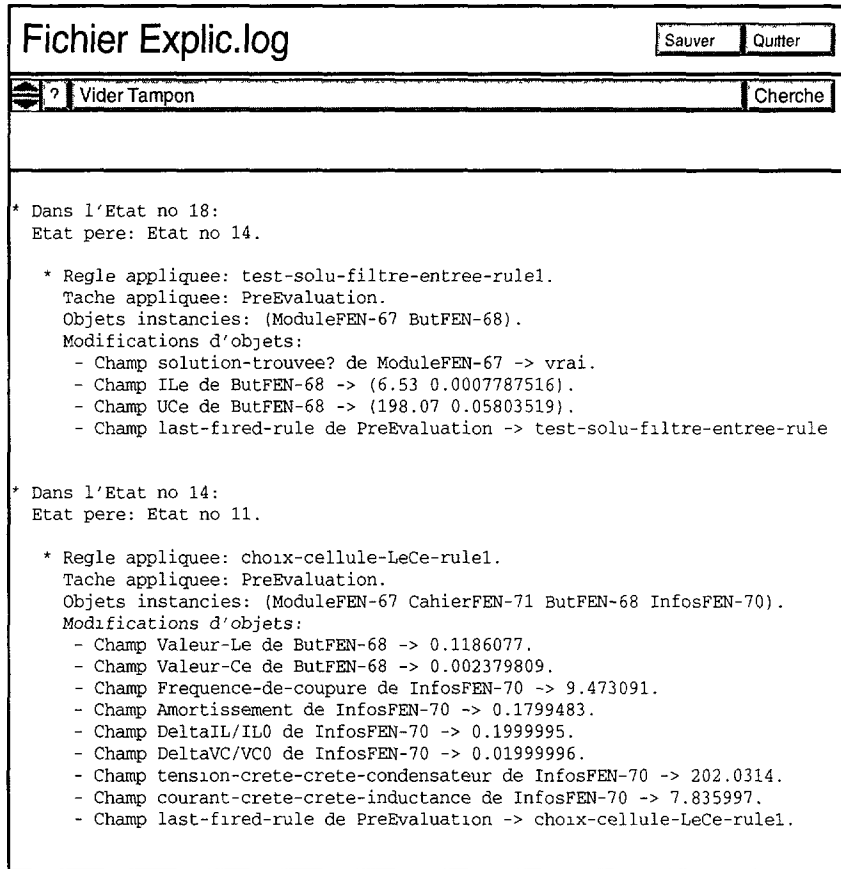 Fichier Explic.log
Sauver Quitter
? Vider Tampon Cherche
* Dans l'Etat no 18:
Etat pere: Etat no 14.
* Regle appliquee: test-solu-filtre-entree-rule1.
Tache appliquee: PreEvaluation.
Objets instancies: (ModuleFEN-67 ButFEN-68).
Modifications d'objets:
- Champ solution-trouvee? de ModuleFEN-67 -> vrai.
- Champ ILe de ButFEN-68 -> (6.53 0.0007787516).
- Champ UCe de ButFEN-68 -> (198.07 0.05803519).
- Champ last-fired-rule de PreEvaluation -> test-solu-filtre-entree-rule
* Dans l'Etat no 14:
Etat pere: Etat no 11.
* Regle appliquee: choix-cellule-LeCe-rule1.
Tache appliquee: PreEvaluation.
Objets instancies: (ModuleFEN-67 CahierFEN-71 ButFEN-68 InfosFEN-70).
Modifications d'objets:
- Champ Valeur-Le de ButFEN-68 -> 0.1186077.
- Champ Valeur-Ce de ButFEN-68 -> 0.002379809.
- Champ Frequence-de-coupure de InfosFEN-70 -> 9.473091.
- Champ Amortissement de InfosFEN-70 -> 0.1799483.
- Champ DeltaIL/IL0 de InfosFEN-70 -> 0.1999995.
- Champ DeltaVC/VC0 de InfosFEN-70 -> 0.01999996.
- Champ tension-crete-crete-condensateur de InfosFEN-70 -> 202.0314.
- Champ courant-crete-crete-inductance de InfosFEN-70 -> 7.835997.
- Champ last-fired-rule de PreEvaluation -> choix-cellule-LeCe-rule1.